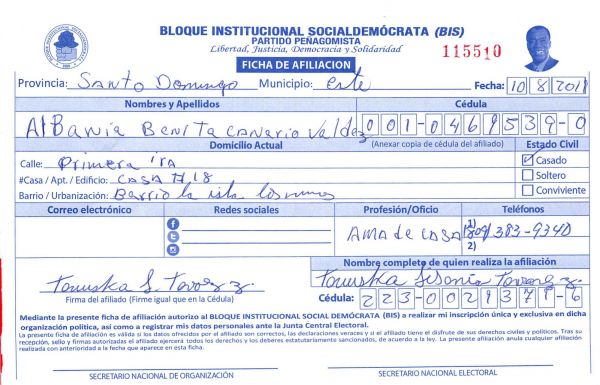 BLOQUE INSTITUCIONAL SOCIALDEMÓCRATA (BIS)
PARTIDO PEÑAGOMISTA
Libertad, Justicia, Democracia y Solidaridad
115510
FICHA DE AFILIACION
Provincia: Santo Domingo Municipio: Este Fecha: 10/8/2011
Nombres y Apellidos Cédula
Albania Benita Canario Valdez 001-0469539-0
Domicilio Actual (Anexar copia de cédula del afiliado) Estado Civil
Calle: Primera 1RA Casado
#Casa / Apt. / Edificio: CASA # 18 Soltero
Barrio / Urbanización: Barrio la isla los Conviviente
Correo electrónico Redes sociales Profesión/Oficio Teléfonos
AMA de CASA 1) 809/383-9340
2)
Nombre completo de quien realiza la afiliación
Firma del afiliado (Firme igual que en la Cédula)
Cédula: 223-0021371-6
Mediante la presente ficha de afiliación autorizo al BLOQUE INSTITUCIONAL SOCIAL DEMÓCRATA (BIS) a realizar mi inscripción única y exclusiva en dicha
organización política, así como a registrar mis datos personales ante la Junta Central Electoral.
La presente ficha de afiliación es válida si los datos ofrecidos por el afiliado son correctos, las declaraciones veraces y si el afiliado tiene el disfrute de sus derechos civiles y políticos. Tras su
recepción, sello y firmas autorizadas el afiliado ejercerá todos los derechos y los deberes estatutariamente sancionados, de acuerdo a la ley. La presente afiliación anula cualquier afiliación
realizada con anterioridad a la fecha que aparece en esta ficha.
SECRETARIO NACIONAL DE ORGANIZACIÓN SECRETARIO NACIONAL ELECTORAL